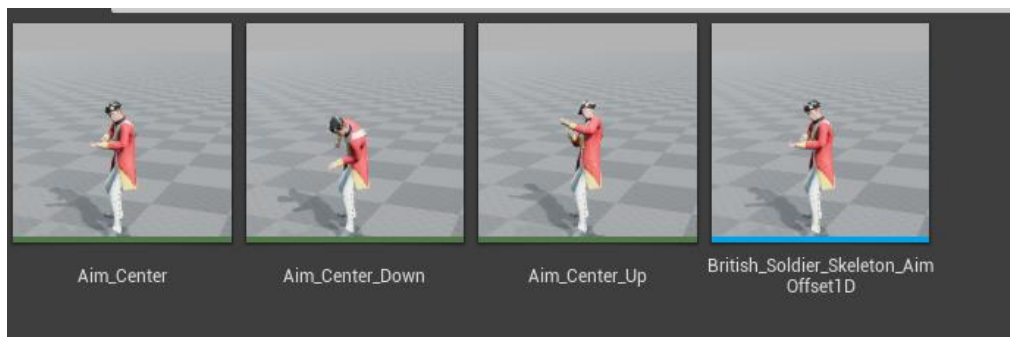 Aim_Center
Aim_Center_Down
Aim_Center_Up
British_Soldier_Skeleton_Aim
Offset1D